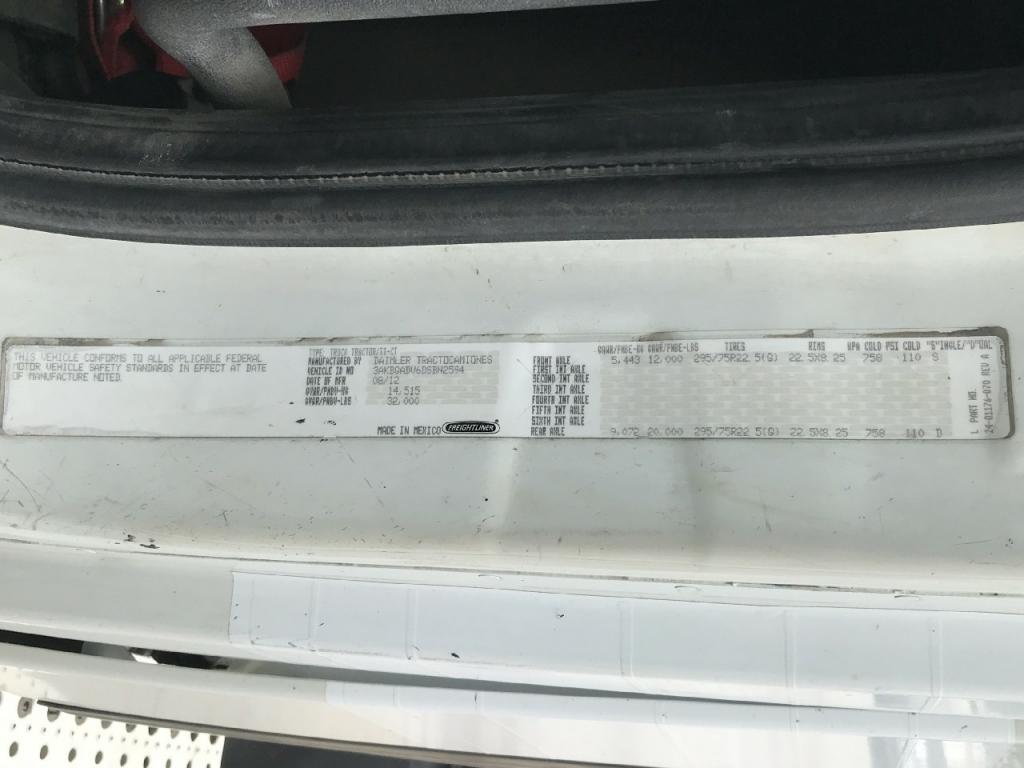 THIS VEHICLE CONFORMS TO ALL APPLICABLE FEDERAL
MOTOR VEHICLE SAFETY STANDARDS IN EFFECT AT DATE
OF MANUFACTURE NOTED.
TYPE: TRUCK TRACTOR/TT-CT
MANUFACTURED BY DAIMLER TRACTOCAMIONES
VEHICLE ID NO
DATE OF MFR 08/12
GVWR/PNBV-KG 14,515
GVWR/PNBV-LBS 32,000
MADE IN MEXICO FREIGHTLINER
GAWR/PNBE-KG GAWR/PNBE-LBS TIRES RIMS KPA COLD PSI COLD "S"INGLE/"D"UAL
FRONT AXLE 5,443 12,000 295/75R22.5(G) 22.5X8.25 758 110 S
FIRST INT AXLE
SECOND INT AXLE
THIRD INT AXLE
FOURTH INT AXLE
FIFTH INT AXLE
SIXTH INT AXLE
REAR AXLE 9,072 20,000 295/75R22.5(G) 22.5X8.25 758 110 D
L PART NO.
24-01176-070 REV A